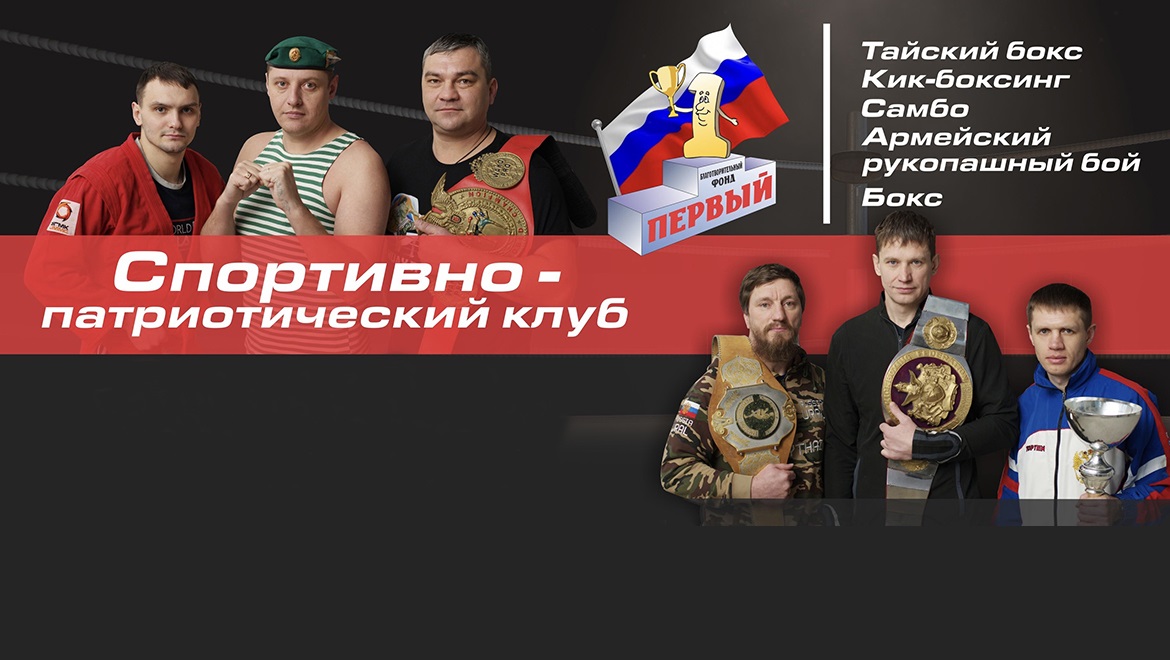 Тайский бокс
Кик-боксинг
Самбо
Армейский
рукопашный бой
Бокс
БЛАГОТВОРИТЕЛЬНЫЙ
ФОНД
ПЕРВЫЙ
Спортивно -
патриотический клуб